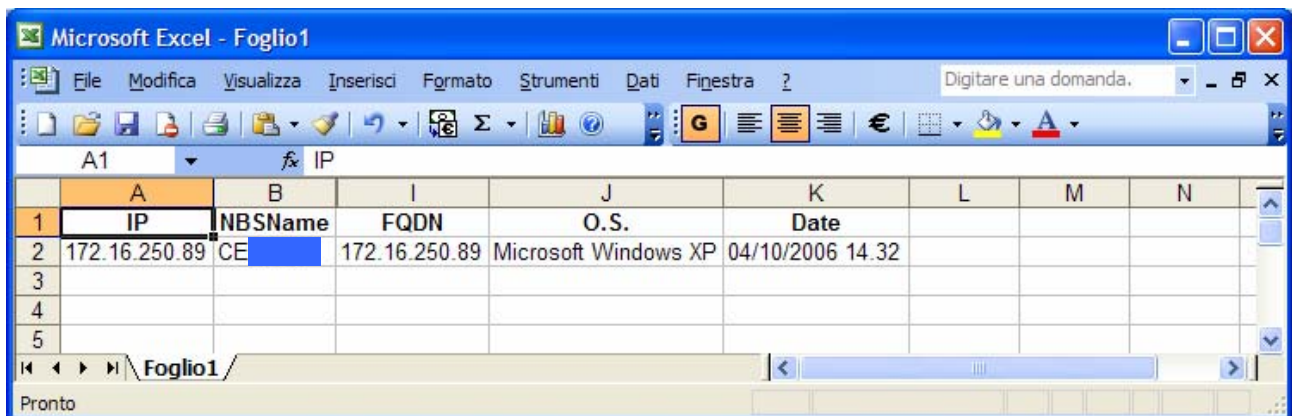 Microsoft Excel - Foglio1
File Modifica Visualizza Inserisci Formato Strumenti Dati Finestra ? Digitare una domanda.
Σ G € A
A1 fx IP
A B I J K L M N
1 IP NBSName FQDN O.S. Date
2 172.16.250.89 CE 172.16.250.89 Microsoft Windows XP 04/10/2006 14.32
3
4
5
Foglio1
Pronto